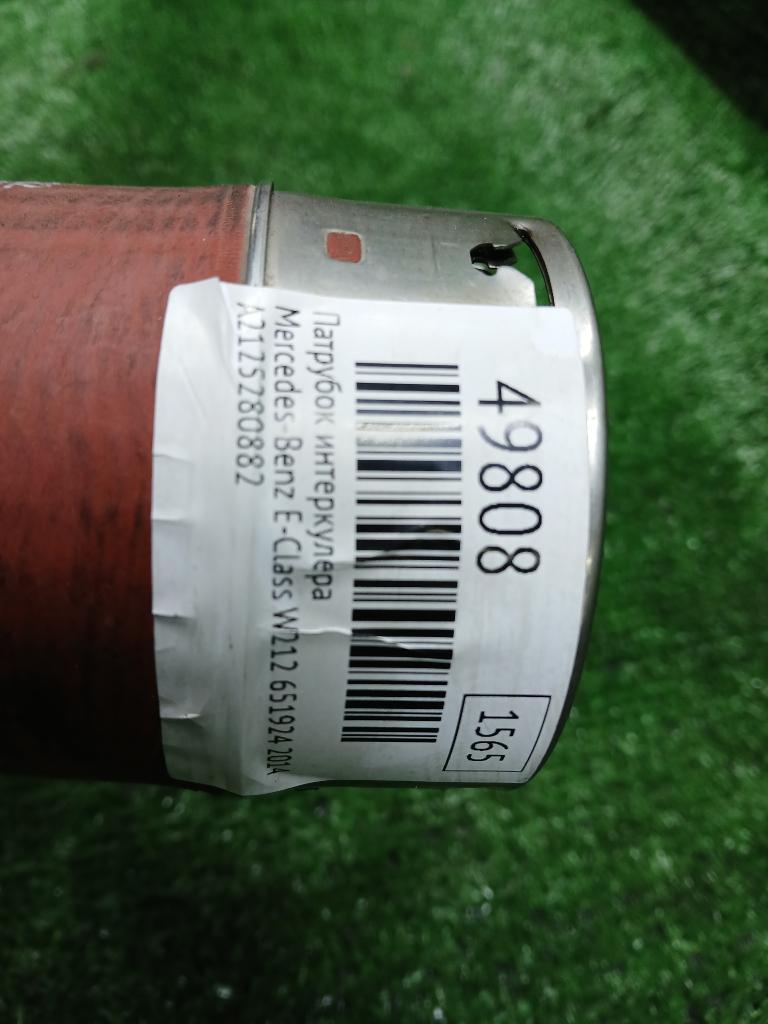 49808
1565
Патрубок интеркулера
Mercedes-Benz E-Class W212 651924 2014
A2125280882